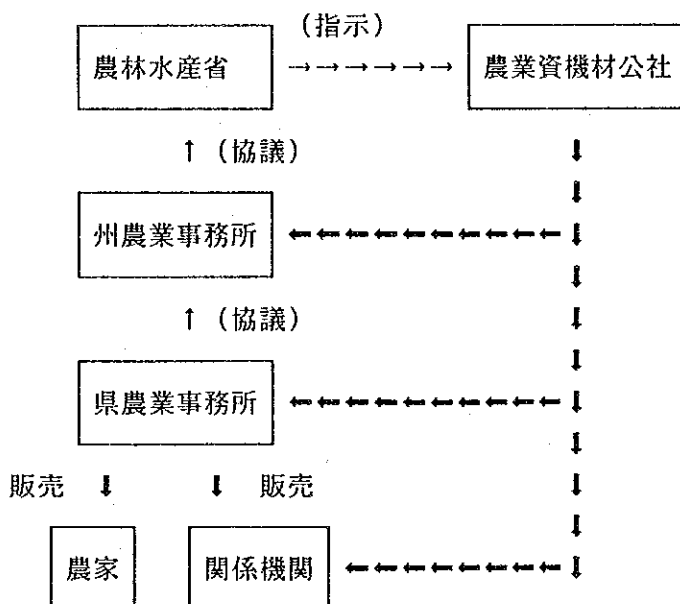 (指示)
農林水産省 →→→→→→ 農業資機材公社
↑ (協議)
州農業事務所
↑ (協議)
県農業事務所
販売 ↓ ↓ 販売
農家 関係機関